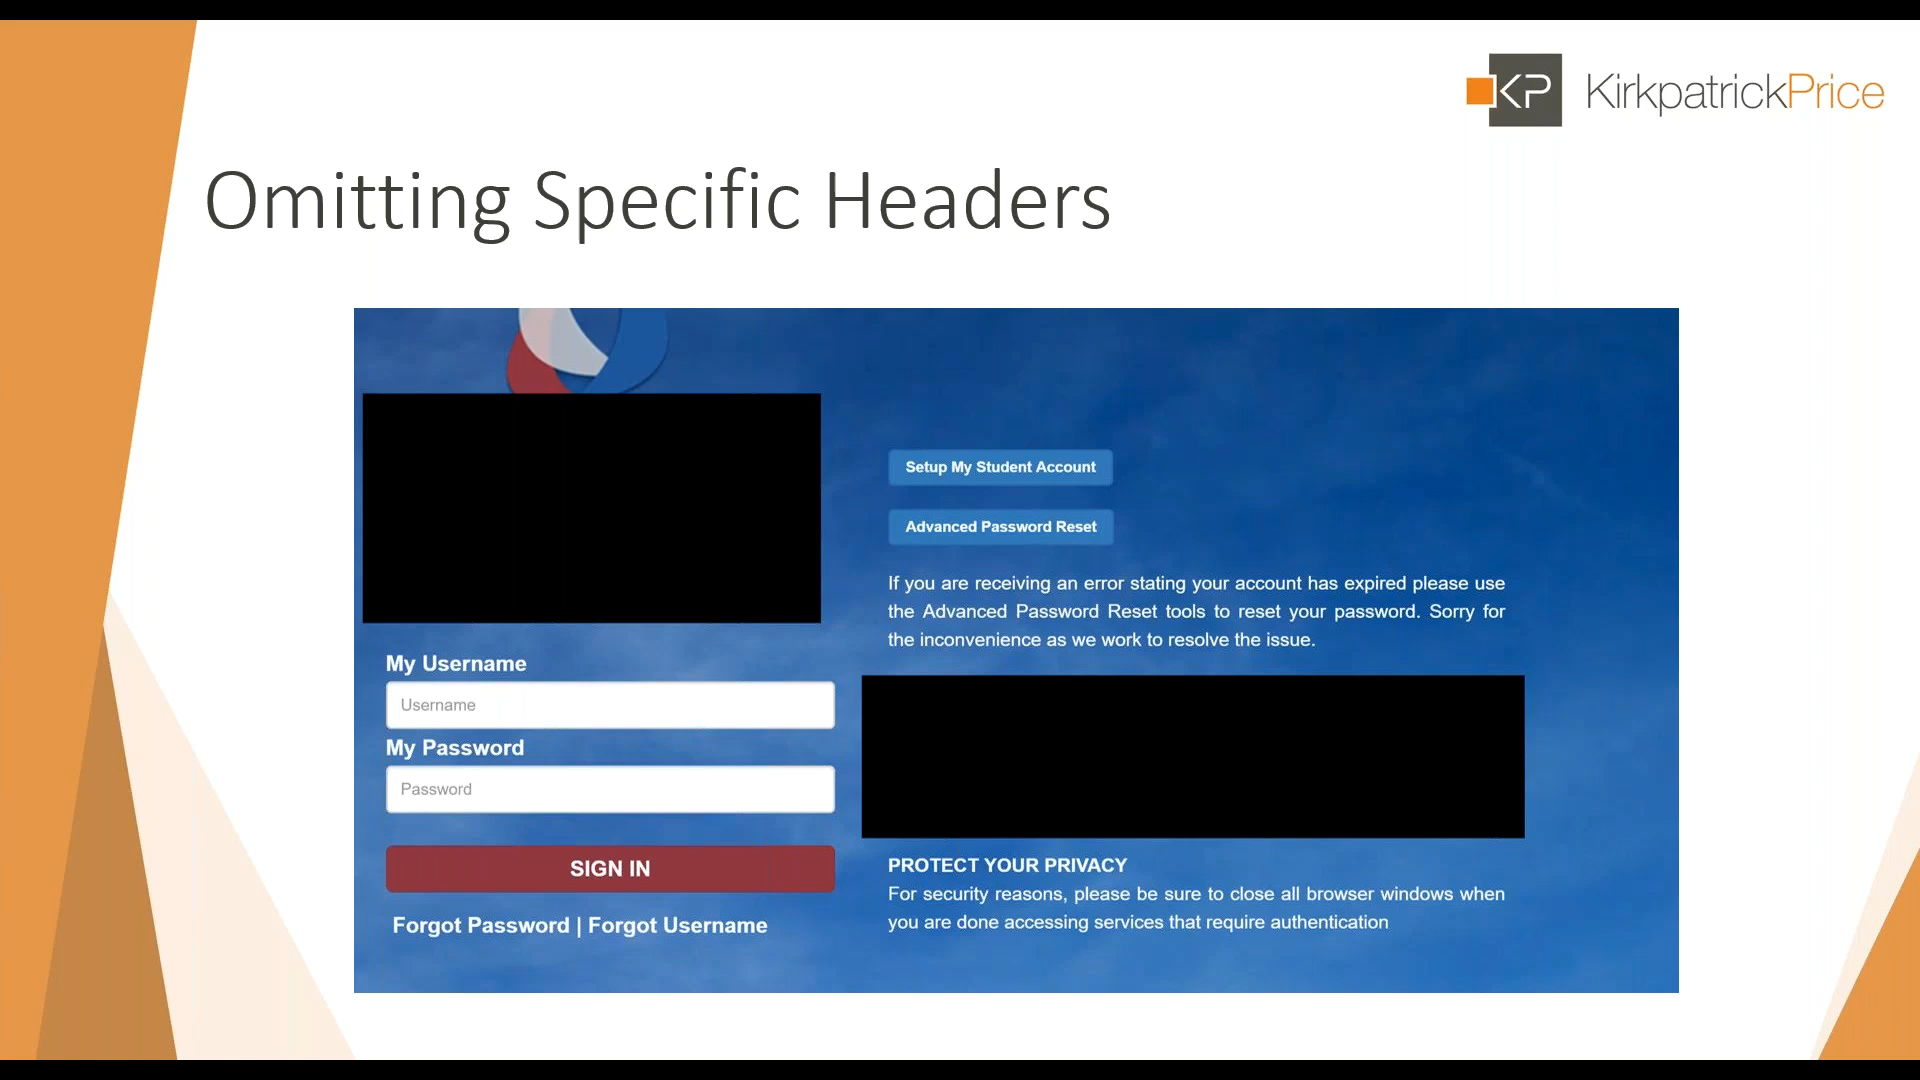 KP KirkpatrickPrice
Omitting Specific Headers
My Username
Username
My Password
Password
SIGN IN
Forgot Password | Forgot Username
Setup My Student Account
Advanced Password Reset
If you are receiving an error stating your account has expired please use
the Advanced Password Reset tools to reset your password. Sorry for
the inconvenience as we work to resolve the issue.
PROTECT YOUR PRIVACY
For security reasons, please be sure to close all browser windows when
you are done accessing services that require authentication